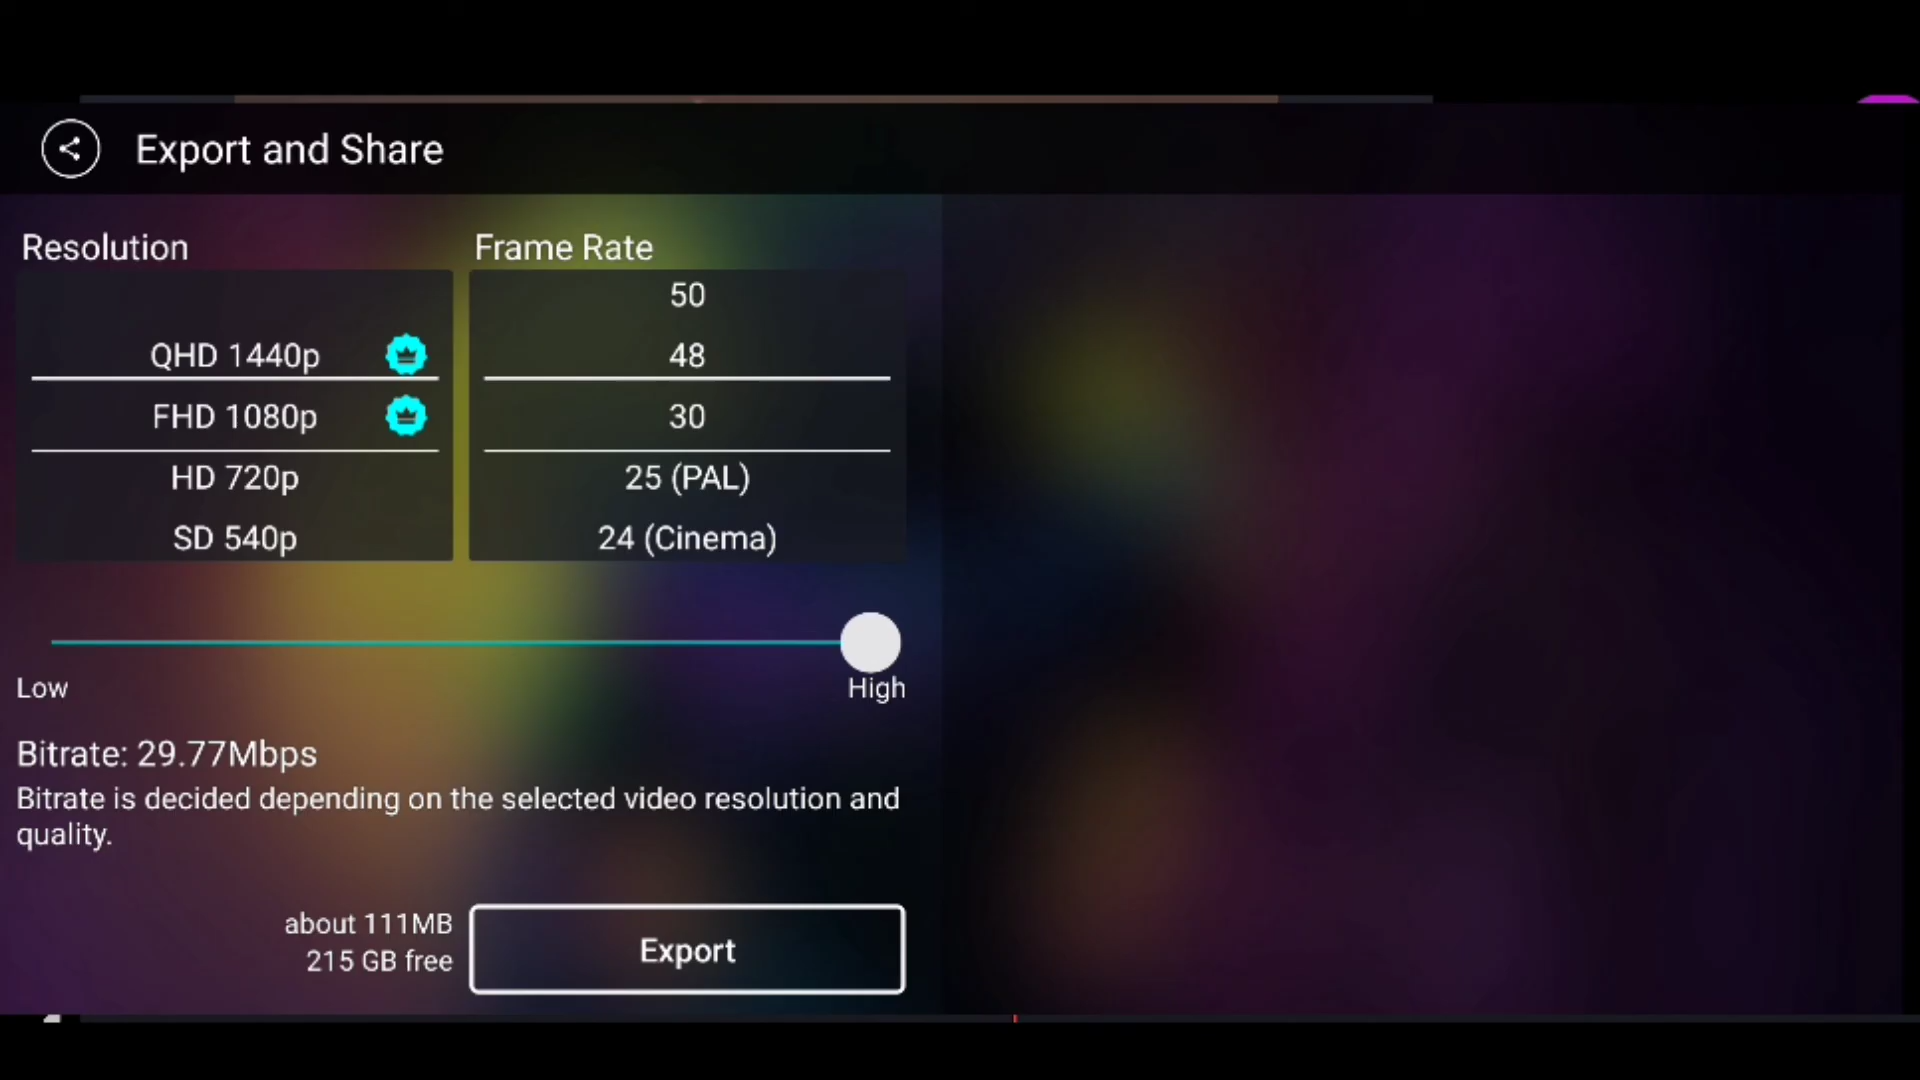 Export and Share
Resolution
QHD 1440p
FHD 1080p
HD 720p
SD 540p
Frame Rate
50
48
30
25 (PAL)
24 (Cinema)
Low
High
Bitrate: 29.77Mbps
Bitrate is decided depending on the selected video resolution and
quality.
about 111MB
215 GB free
Export